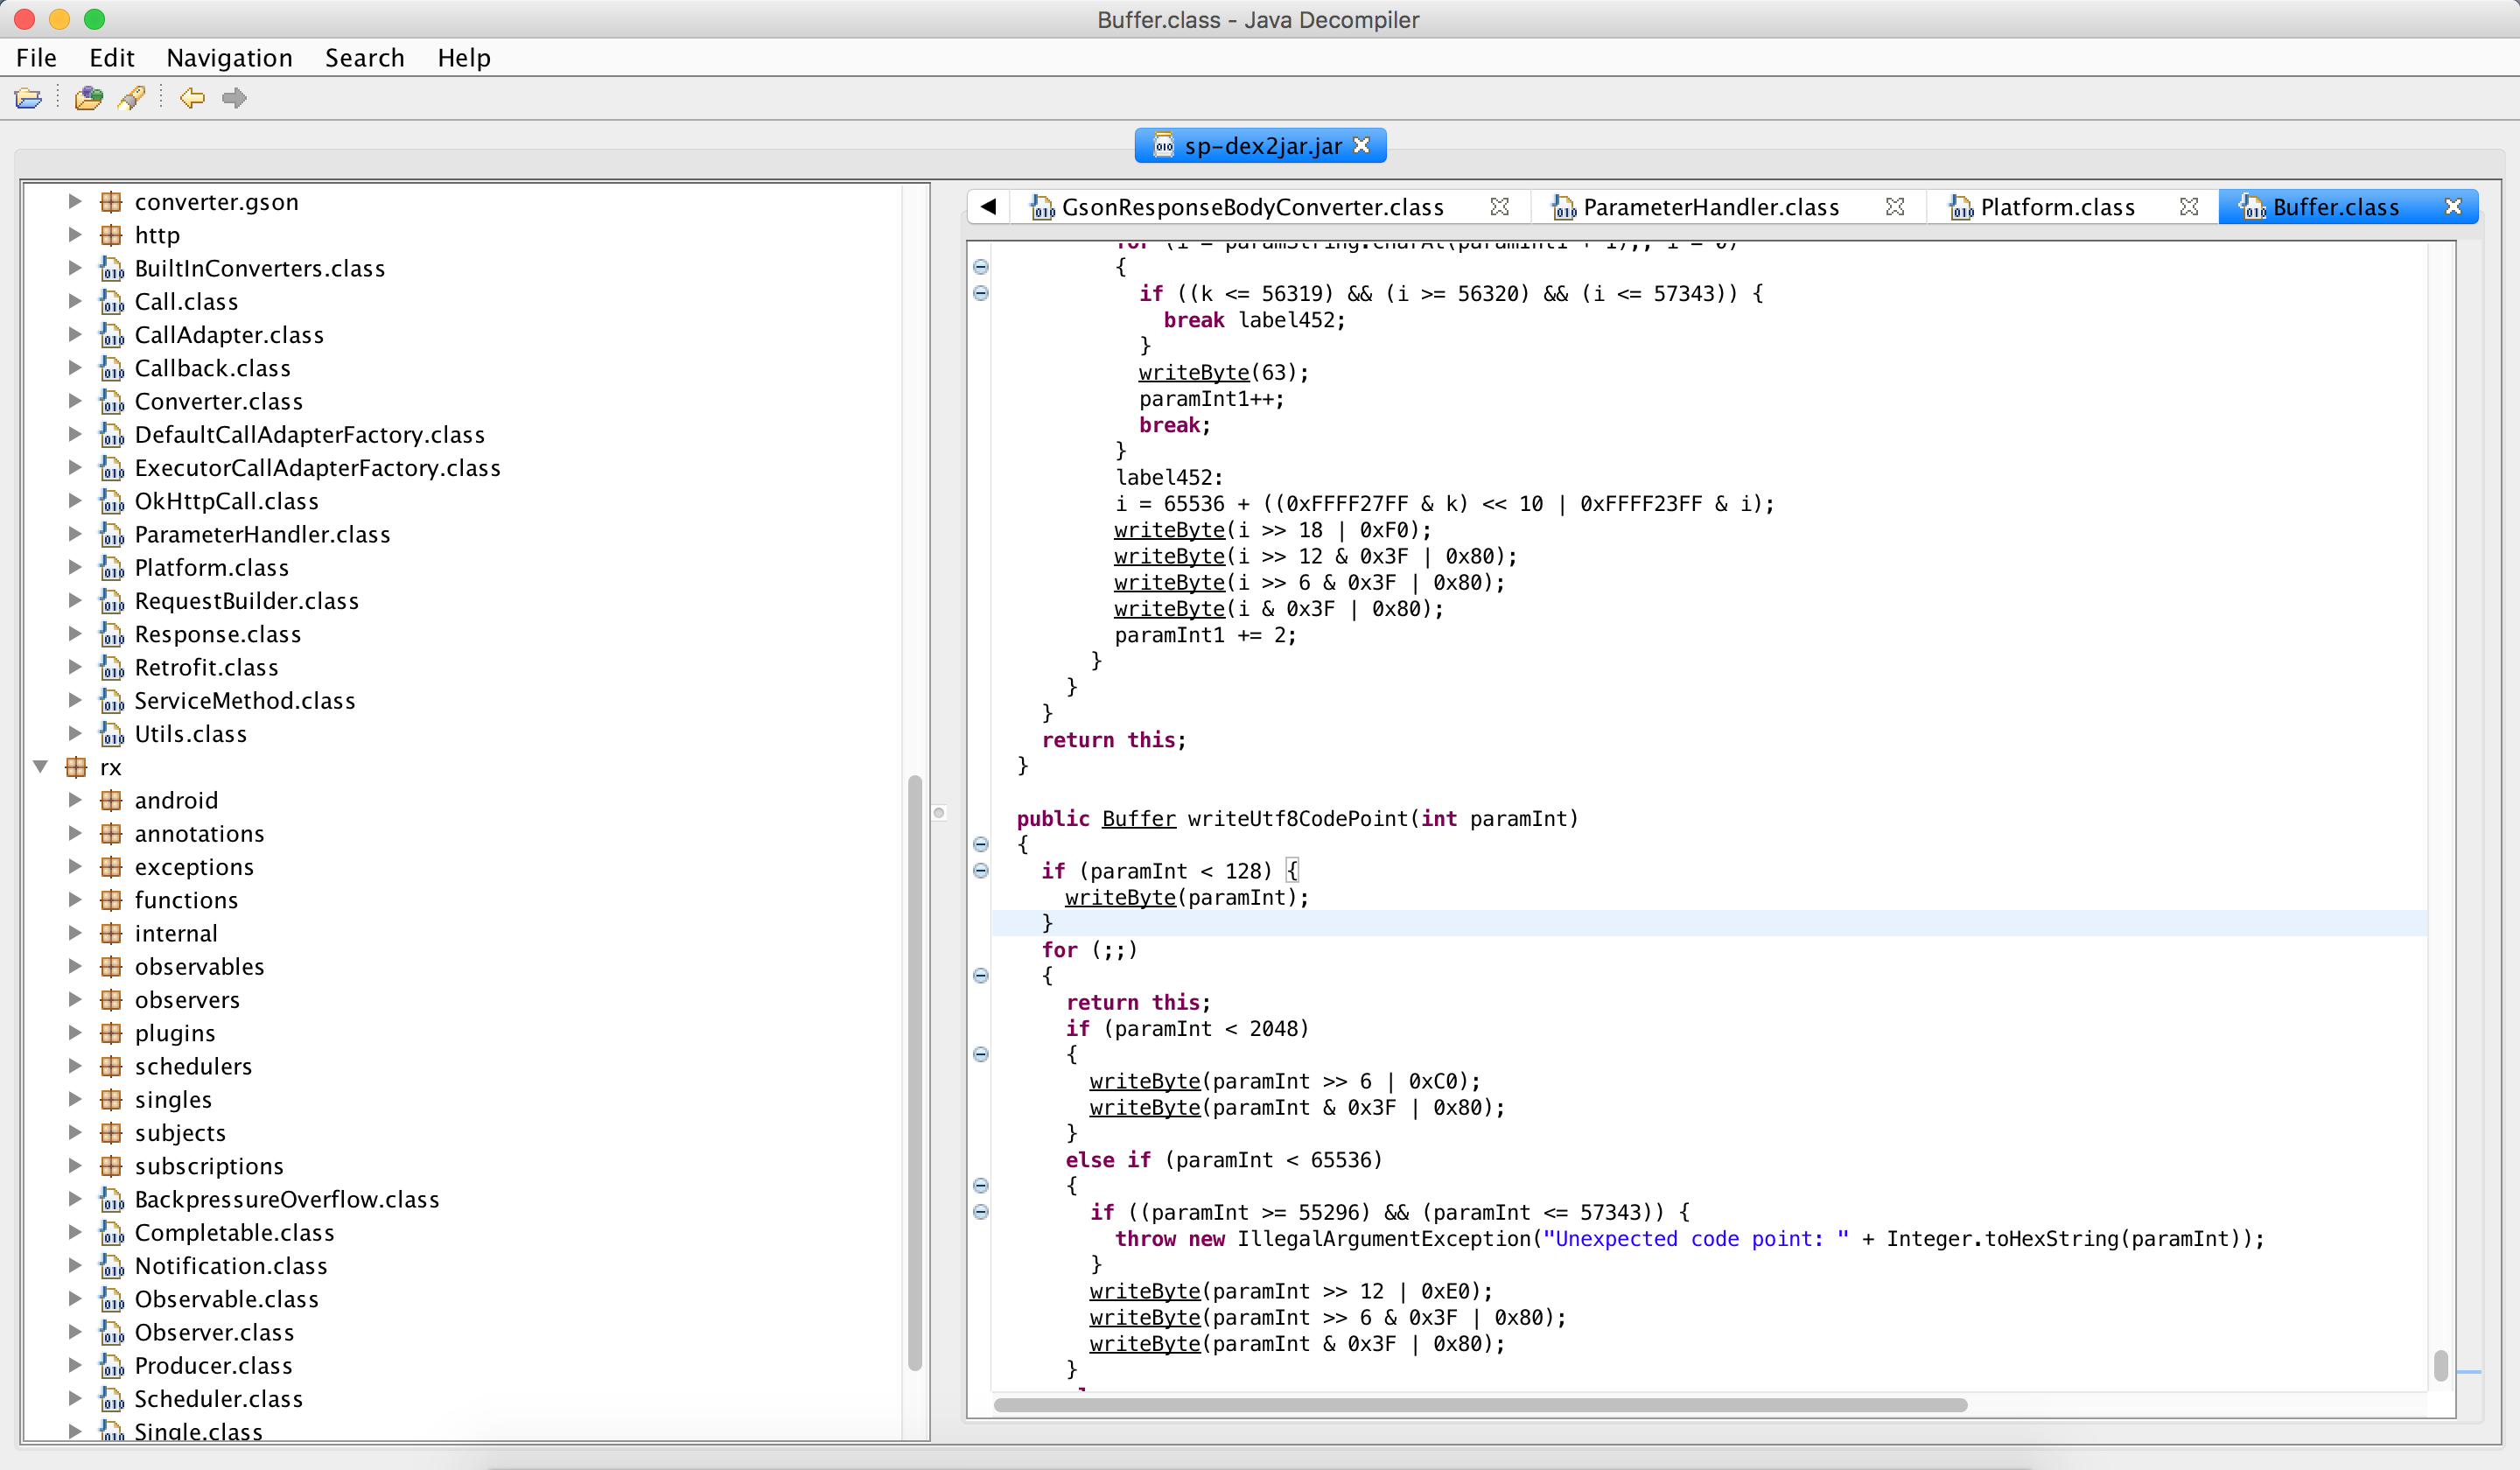 Buffer.class - Java Decompiler
File Edit Navigation Search Help
sp-dex2jar.jar
converter.gson
http
BuiltInConverters.class
Call.class
CallAdapter.class
Callback.class
Converter.class
DefaultCallAdapterFactory.class
ExecutorCallAdapterFactory.class
OkHttpCall.class
ParameterHandler.class
Platform.class
RequestBuilder.class
Response.class
Retrofit.class
ServiceMethod.class
Utils.class
rx
android
annotations
exceptions
functions
internal
observables
observers
plugins
schedulers
singles
subjects
subscriptions
BackpressureOverflow.class
Completable.class
Notification.class
Observable.class
Observer.class
Producer.class
Scheduler.class
Single.class
GsonResponseBodyConverter.class ParameterHandler.class Platform.class Buffer.class
for (i = paramString.charAt(paramInt1 + 1);; i = 0)
{
if ((k <= 56319) && (i >= 56320) && (i <= 57343)) {
break label452;
}
writeByte(63);
paramInt1++;
break;
}
label452:
i = 65536 + ((0xFFFF27FF & k) << 10 | 0xFFFF23FF & i);
writeByte(i >> 18 | 0xF0);
writeByte(i >> 12 & 0x3F | 0x80);
writeByte(i >> 6 & 0x3F | 0x80);
writeByte(i & 0x3F | 0x80);
paramInt1 += 2;
}
}
}
return this;
}
public Buffer writeUtf8CodePoint(int paramInt)
{
if (paramInt < 128) {
writeByte(paramInt);
}
for (;;)
{
return this;
if (paramInt < 2048)
{
writeByte(paramInt >> 6 | 0xC0);
writeByte(paramInt & 0x3F | 0x80);
}
else if (paramInt < 65536)
{
if ((paramInt >= 55296) && (paramInt <= 57343)) {
throw new IllegalArgumentException("Unexpected code point: " + Integer.toHexString(paramInt));
}
writeByte(paramInt >> 12 | 0xE0);
writeByte(paramInt >> 6 & 0x3F | 0x80);
writeByte(paramInt & 0x3F | 0x80);
}